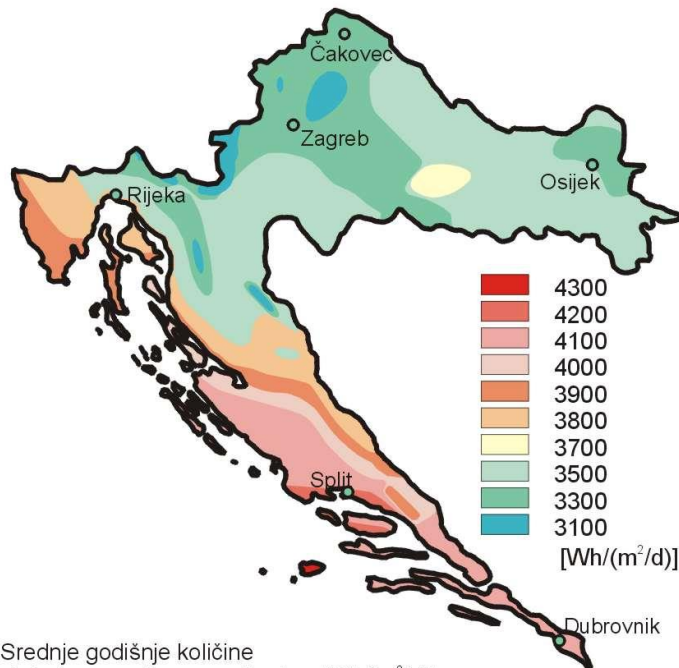 Čakovec
Zagreb
Osijek
Rijeka
4300
4200
4100
4000
3900
3800
3700
3500
3300
3100
[Wh/(m²/d)]
Split
Dubrovnik
Srednje godišnje količine